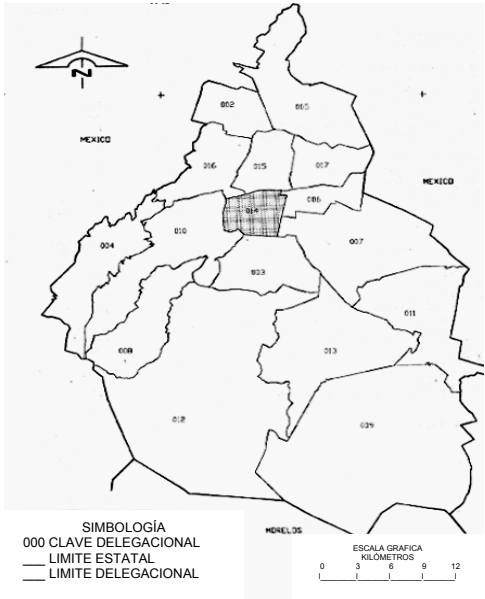 N
002
005
MEXICO
016
015
017
MEXICO
014
006
004
010
007
003
011
008
013
012
009
MORELOS
SIMBOLOGÍA
000 CLAVE DELEGACIONAL
___ LIMITE ESTATAL
___ LIMITE DELEGACIONAL
ESCALA GRAFICA
KILÓMETROS
0 3 6 9 12